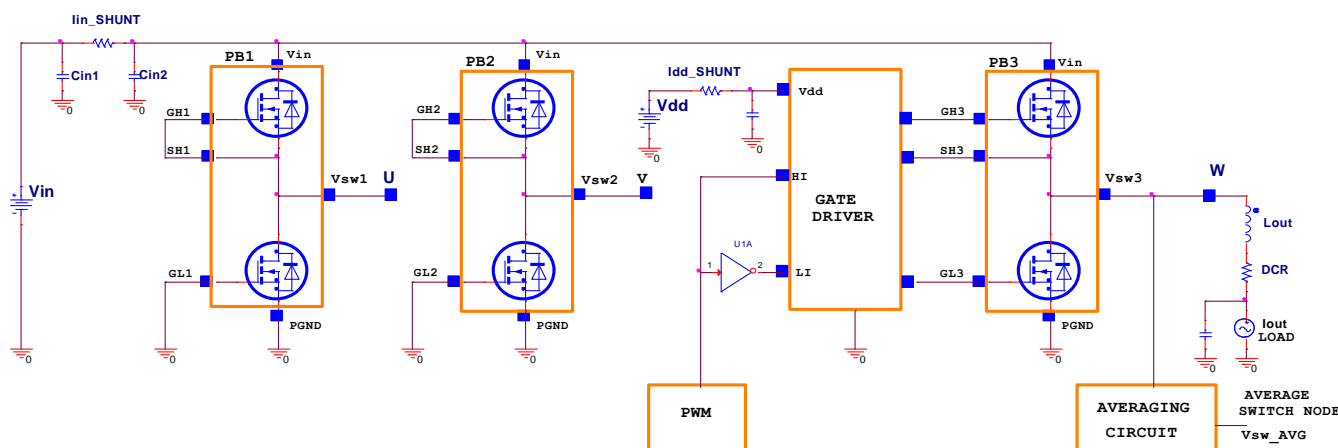 Iin_SHUNT
Cin1
Cin2
Vin
0
0
0
PB1
Vin
GH1
SH1
Vsw1
U
GL1
PGND
0
0
PB2
Vin
GH2
SH2
Vsw2
V
GL2
PGND
0
0
Idd_SHUNT
Vdd
0
0
Vdd
HI
GATE
DRIVER
LI
0
U1A
1
2
PWM
PB3
Vin
GH3
SH3
Vsw3
W
GL3
PGND
0
Lout
DCR
Iout
LOAD
0
0
AVERAGING
CIRCUIT
AVERAGE
SWITCH NODE
Vsw_AVG